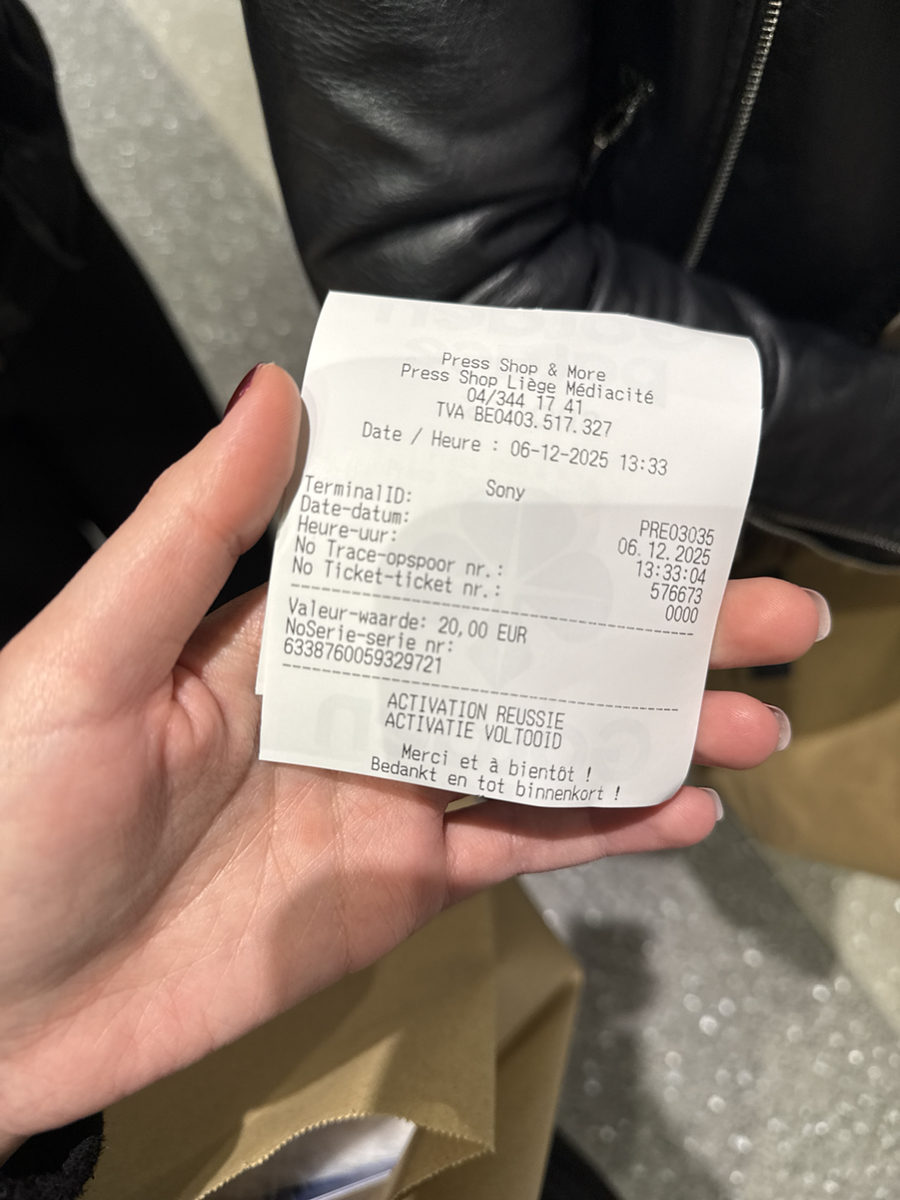 Press Shop & More
Press Shop Liège Médiacité
04/344 17 41
TVA BE0403.517.327
Date / Heure : 06-12-2025 13:33
Sony
TerminalID: PRE03035
Date-datum: 06.12.2025
Heure-uur: 13:33:04
No Trace-opspoor nr.: 576673
No Ticket-ticket nr.: 0000
Valeur-waarde: 20,00 EUR
NoSerie-serie nr:
6338760059329721
ACTIVATION REUSSIE
ACTIVATIE VOLTOOID
Merci et à bientôt !
Bedankt en tot binnenkort !